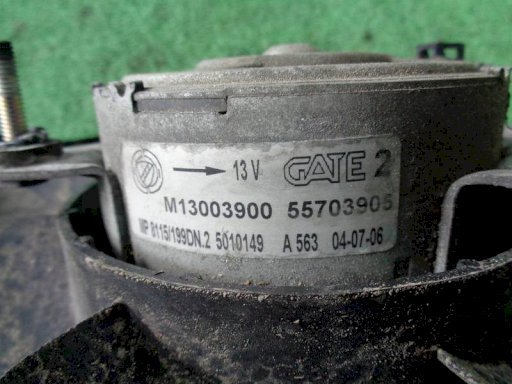 13 V GATE 2
M13003900 55703905
MP 8115/199DN.2 5010149 A 563 04-07-06